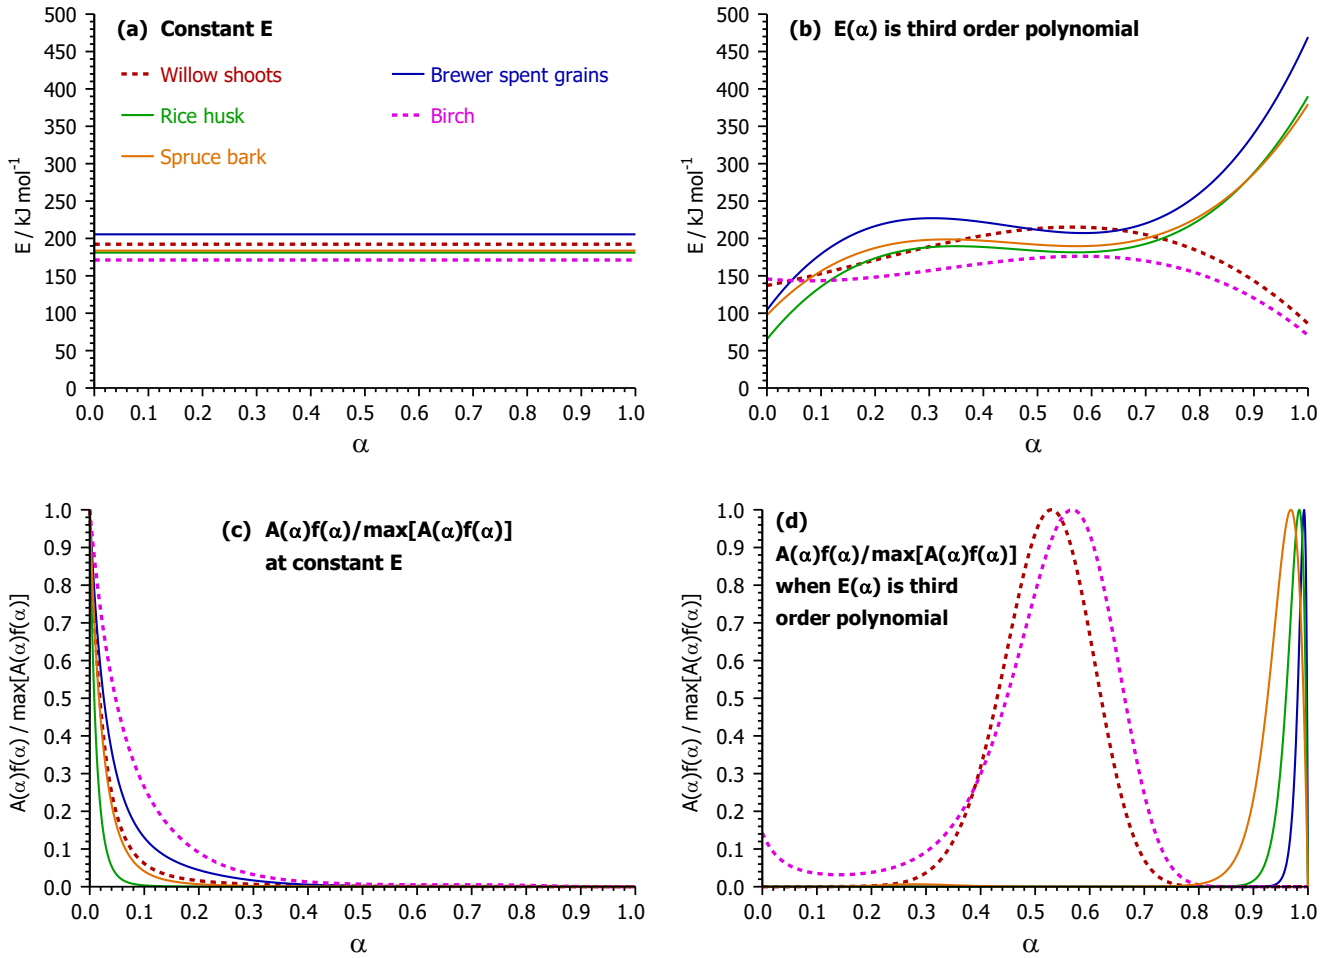 (a) Constant E
Willow shoots
Brewer spent grains
Rice husk
Birch
Spruce bark
E / kJ mol⁻¹
500
450
400
350
300
250
200
150
100
50
0
0.0 0.1 0.2 0.3 0.4 0.5 0.6 0.7 0.8 0.9 1.0
α
(b) E(α) is third order polynomial
E / kJ mol⁻¹
500
450
400
350
300
250
200
150
100
50
0
0.0 0.1 0.2 0.3 0.4 0.5 0.6 0.7 0.8 0.9 1.0
α
(c) A(α)f(α)/max[A(α)f(α)]
at constant E
A(α)f(α) / max[A(α)f(α)]
1.0
0.9
0.8
0.7
0.6
0.5
0.4
0.3
0.2
0.1
0.0
0.0 0.1 0.2 0.3 0.4 0.5 0.6 0.7 0.8 0.9 1.0
α
(d)
A(α)f(α)/max[A(α)f(α)]
when E(α) is third
order polynomial
A(α)f(α) / max[A(α)f(α)]
1.0
0.9
0.8
0.7
0.6
0.5
0.4
0.3
0.2
0.1
0.0
0.0 0.1 0.2 0.3 0.4 0.5 0.6 0.7 0.8 0.9 1.0
α